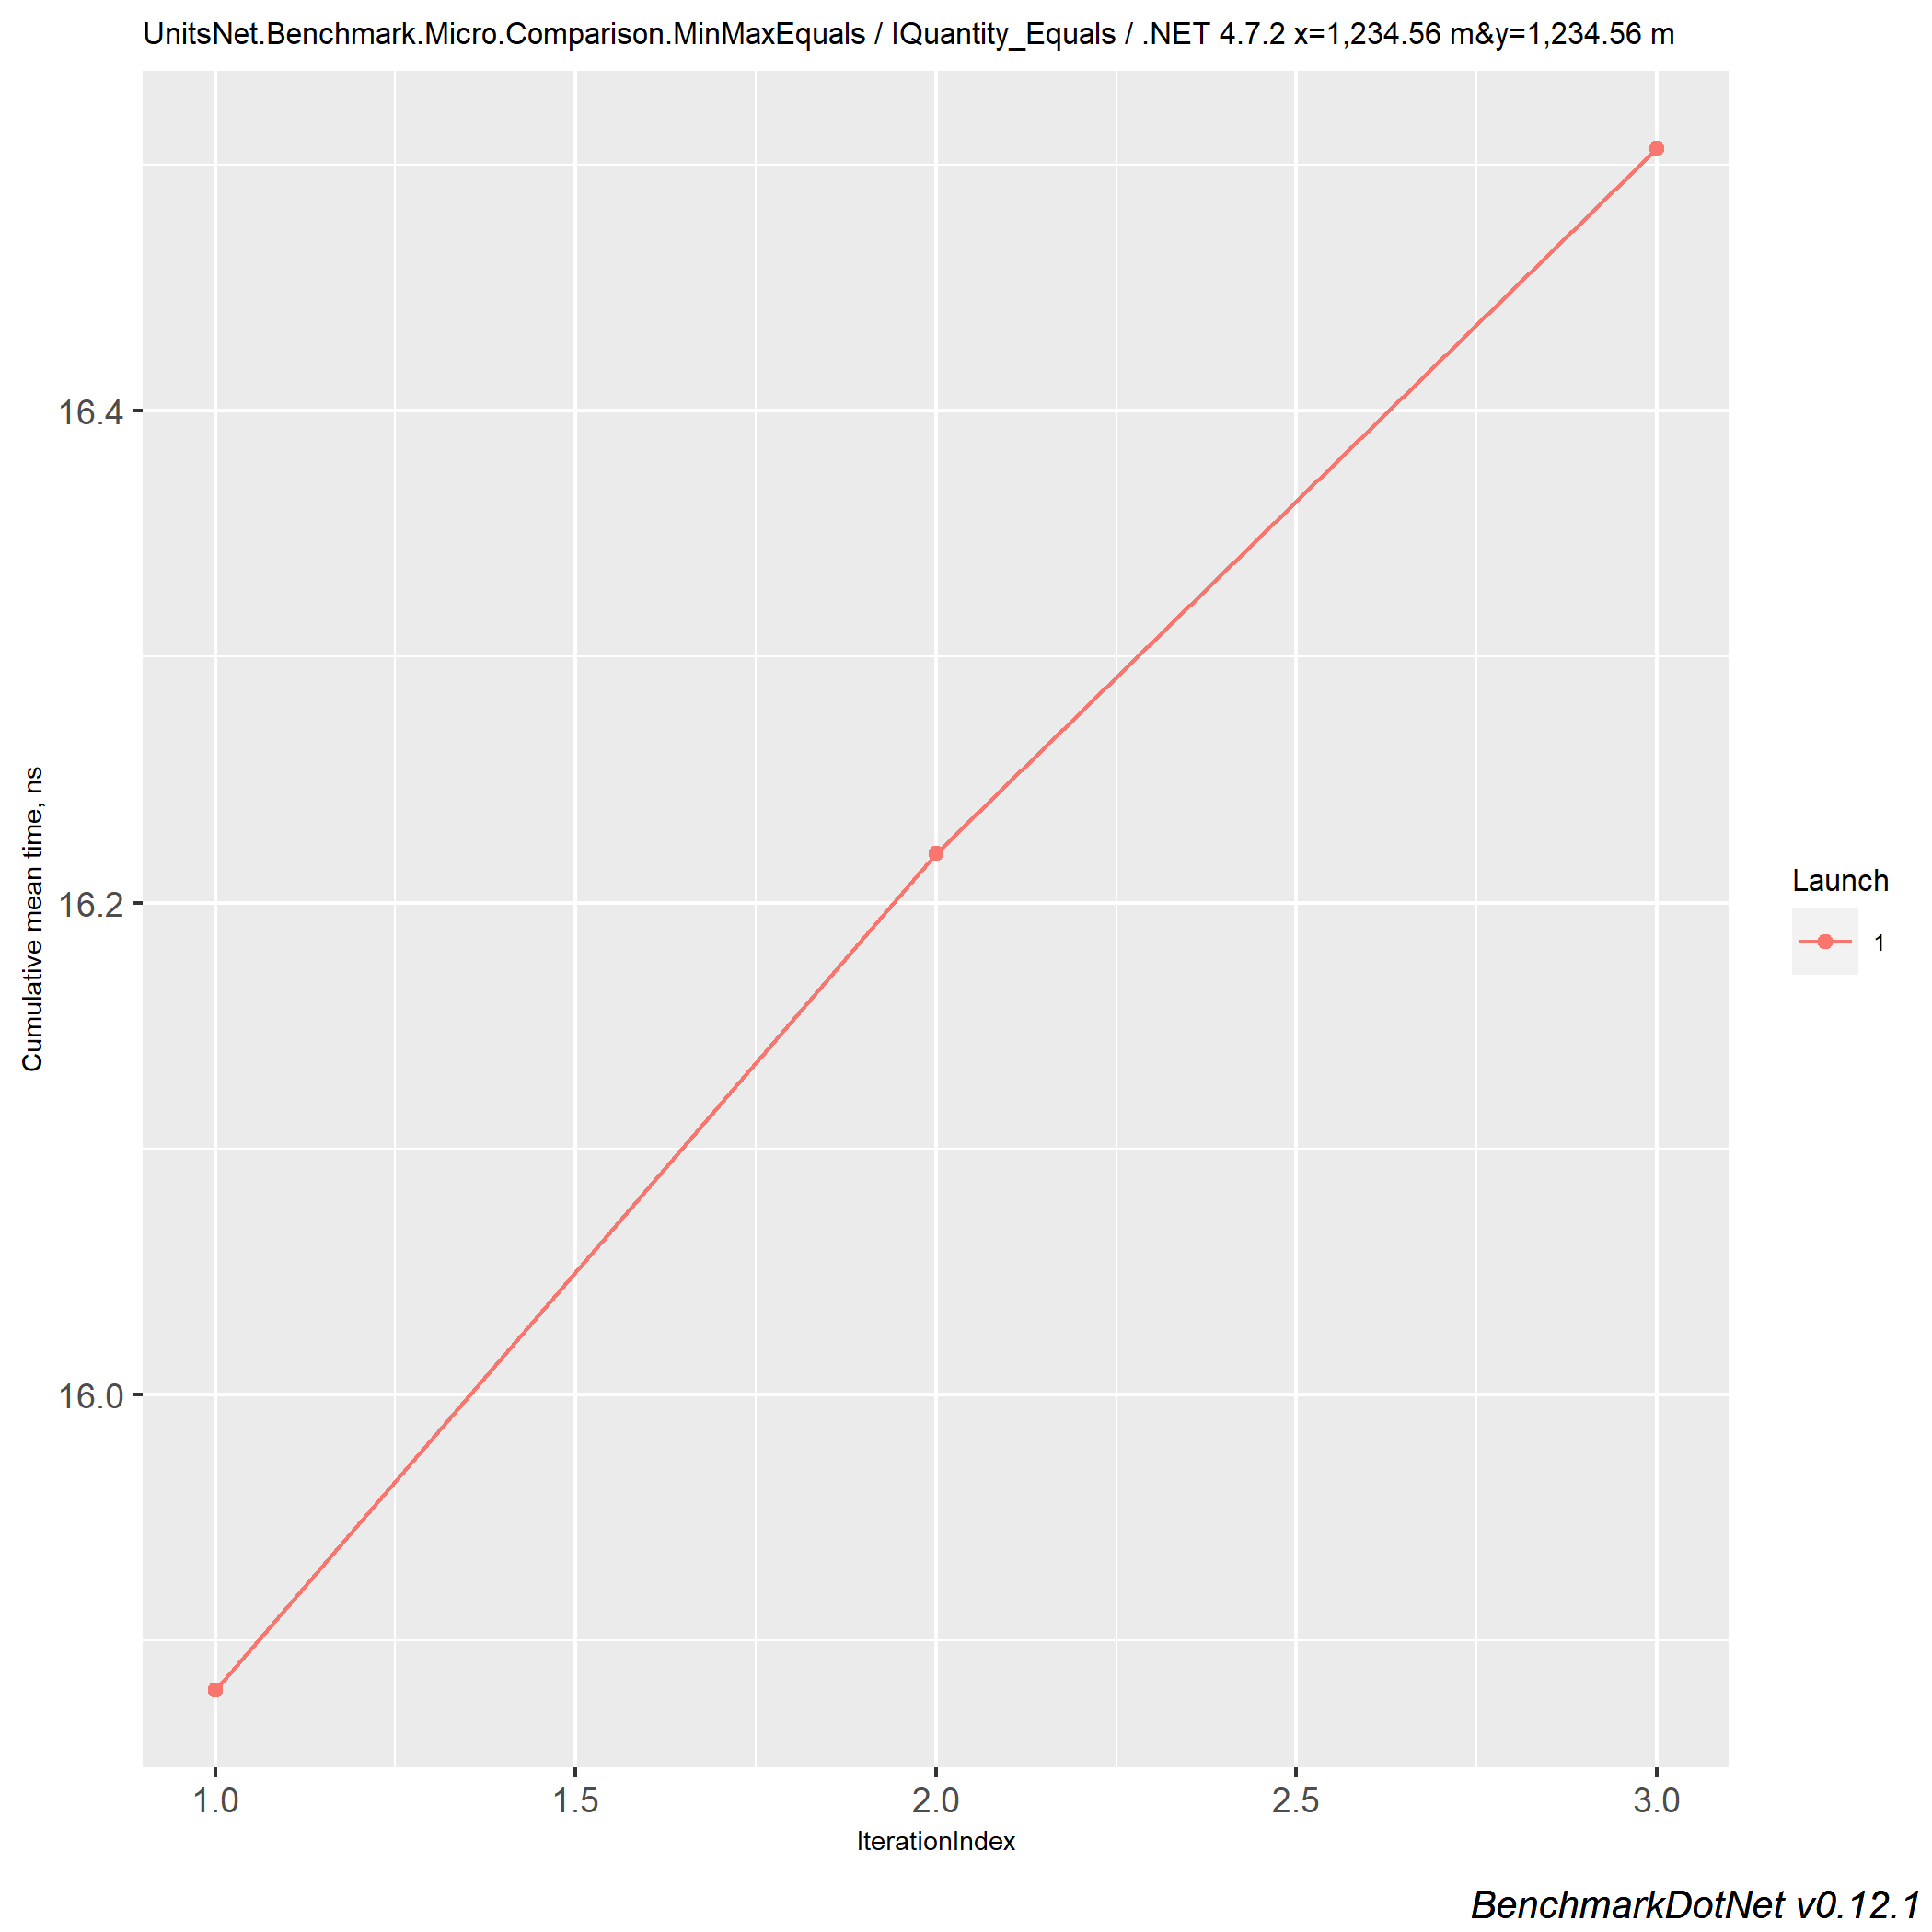 UnitsNet.Benchmark.Micro.Comparison.MinMaxEquals / IQuantity_Equals / .NET 4.7.2 x=1,234.56 m&y=1,234.56 m
Cumulative mean time, ns
16.4
16.2
16.0
1.0 1.5 2.0 2.5 3.0
IterationIndex
Launch
1
BenchmarkDotNet v0.12.1